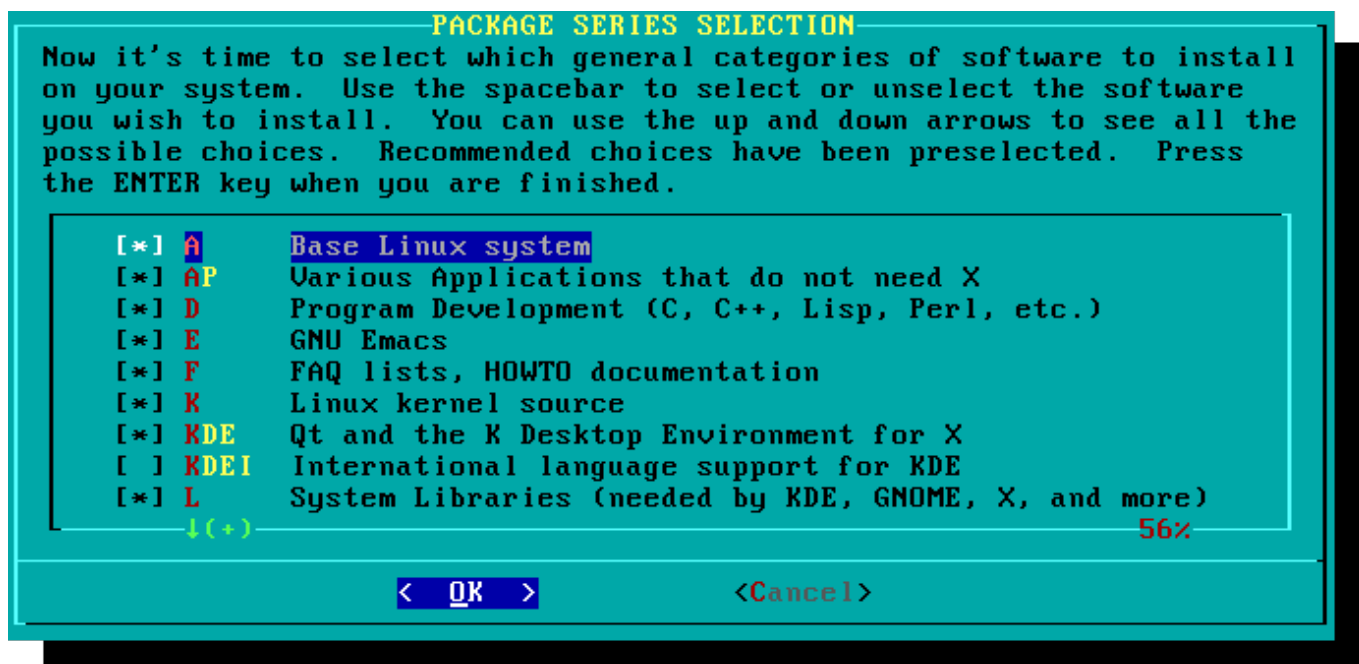 PACKAGE SERIES SELECTION
Now it's time to select which general categories of software to install
on your system.  Use the spacebar to select or unselect the software
you wish to install.  You can use the up and down arrows to see all the
possible choices.  Recommended choices have been preselected.  Press
the ENTER key when you are finished.
[*] A Base Linux system
[*] AP Various Applications that do not need X
[*] D Program Development (C, C++, Lisp, Perl, etc.)
[*] E GNU Emacs
[*] F FAQ lists, HOWTO documentation
[*] K Linux kernel source
[*] KDE Qt and the K Desktop Environment for X
[ ] KDEI International language support for KDE
[*] L System Libraries (needed by KDE, GNOME, X, and more)
↓(+) 56%
< OK > <Cancel>